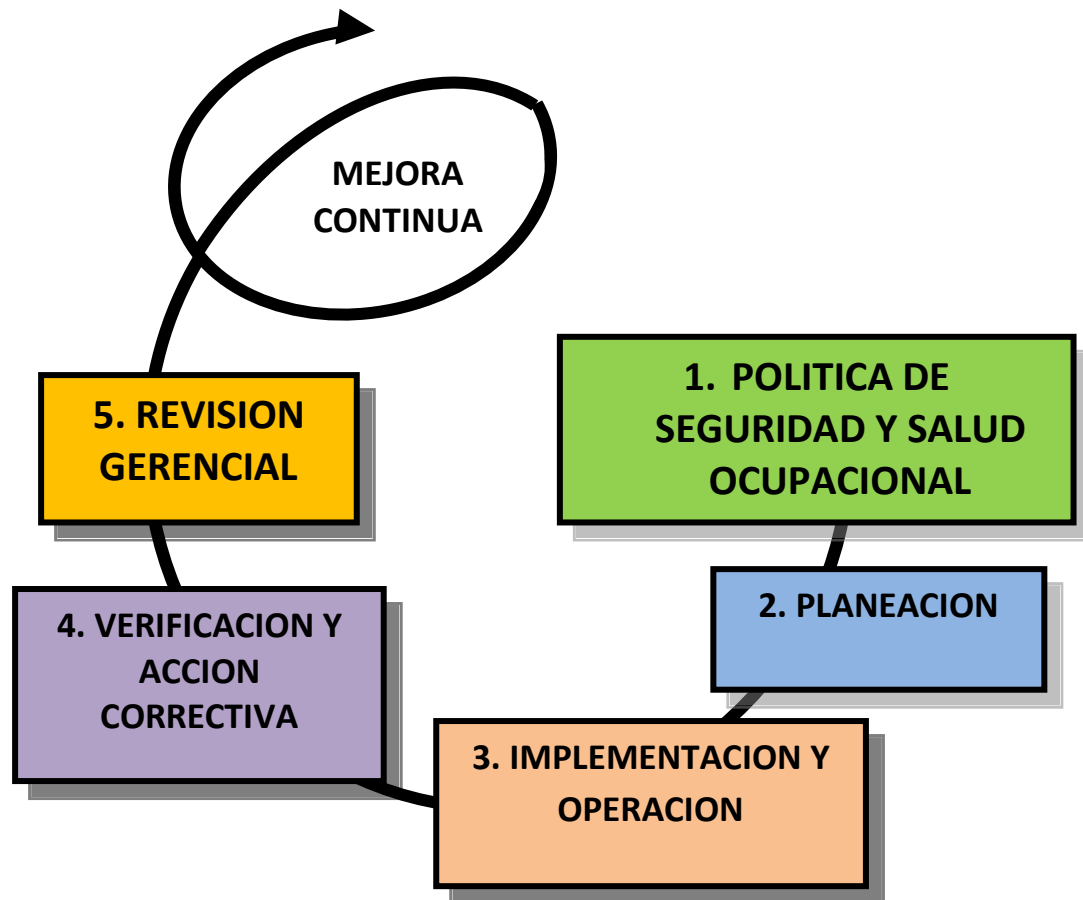 MEJORA
CONTINUA
1. POLITICA DE
SEGURIDAD Y SALUD
OCUPACIONAL
2. PLANEACION
3. IMPLEMENTACION Y
OPERACION
4. VERIFICACION Y
ACCION
CORRECTIVA
5. REVISION
GERENCIAL